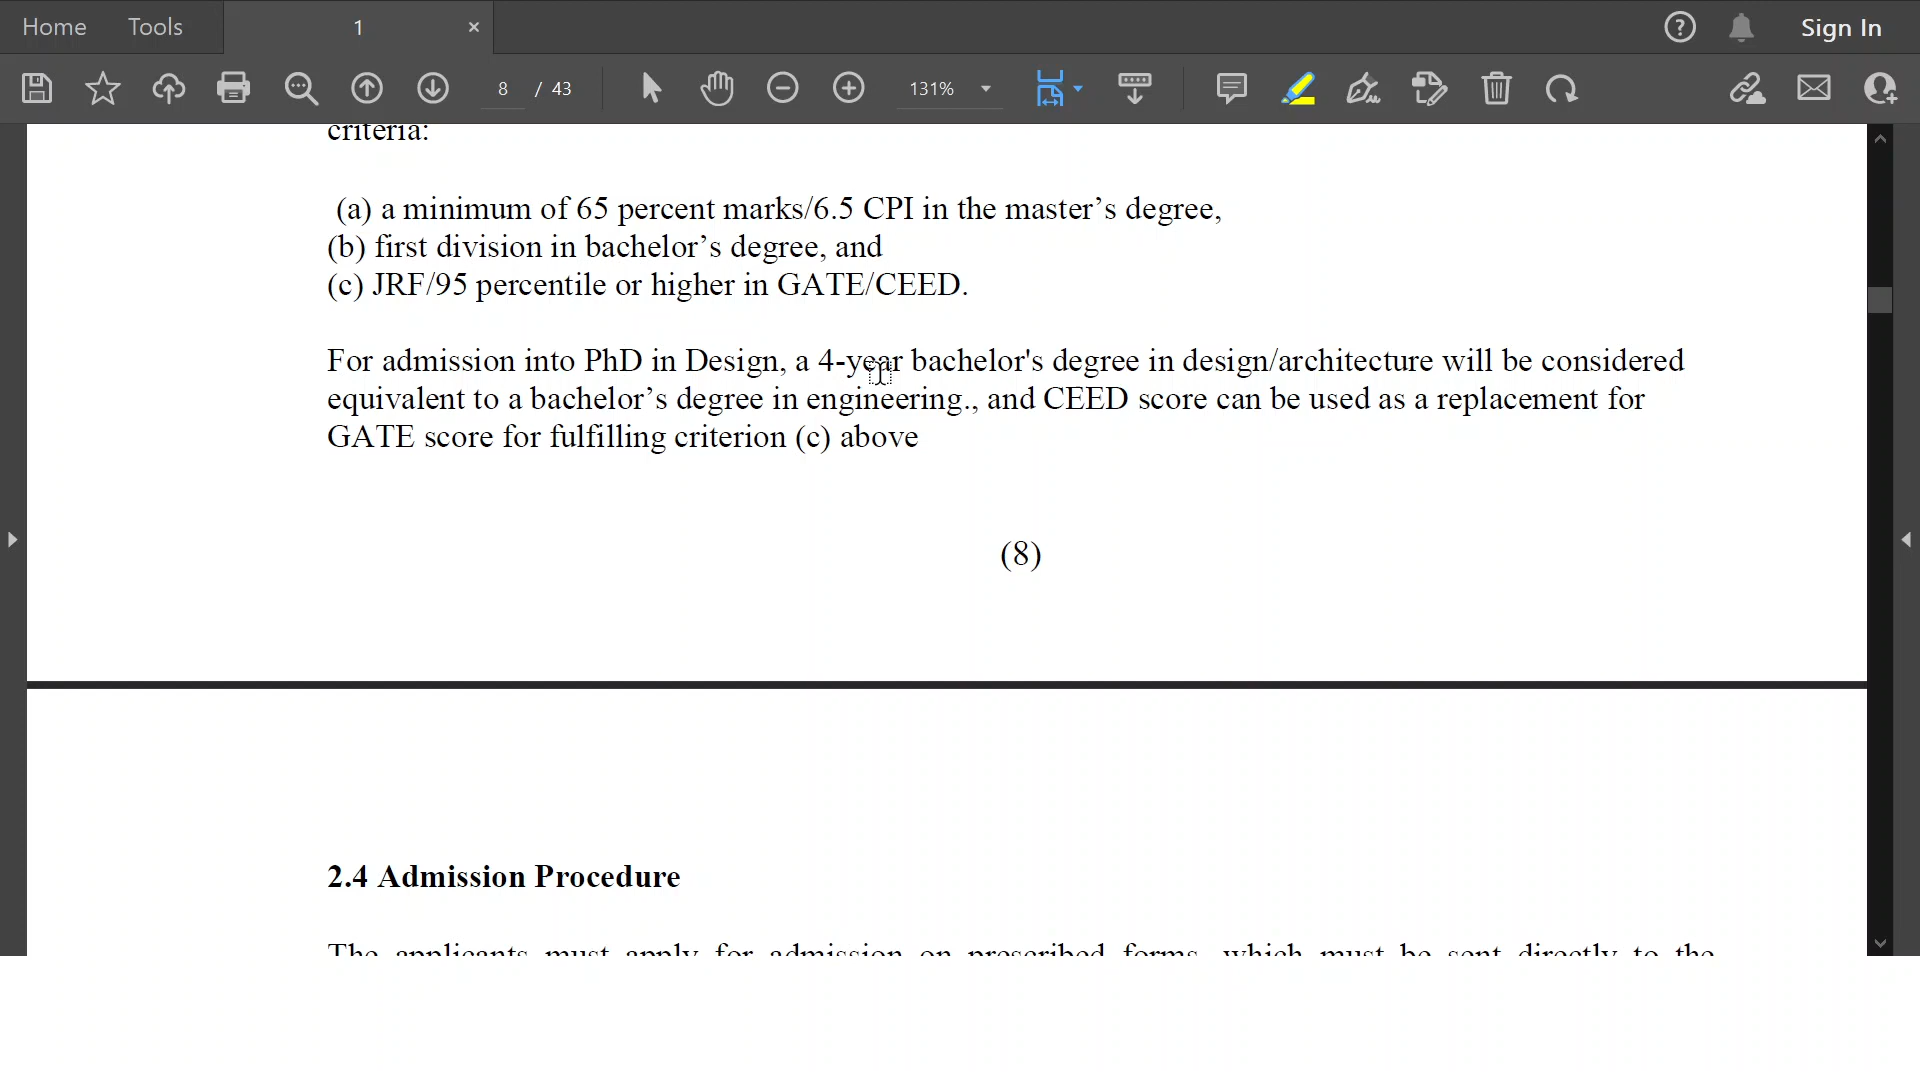 Home Tools 1 × Sign In
8 / 43 131%
criteria:
(a) a minimum of 65 percent marks/6.5 CPI in the master’s degree,
(b) first division in bachelor’s degree, and
(c) JRF/95 percentile or higher in GATE/CEED.
For admission into PhD in Design, a 4-year bachelor's degree in design/architecture will be considered
equivalent to a bachelor’s degree in engineering., and CEED score can be used as a replacement for
GATE score for fulfilling criterion (c) above
(8)
2.4 Admission Procedure
The applicants must apply for admission on prescribed forms, which must be sent directly to the